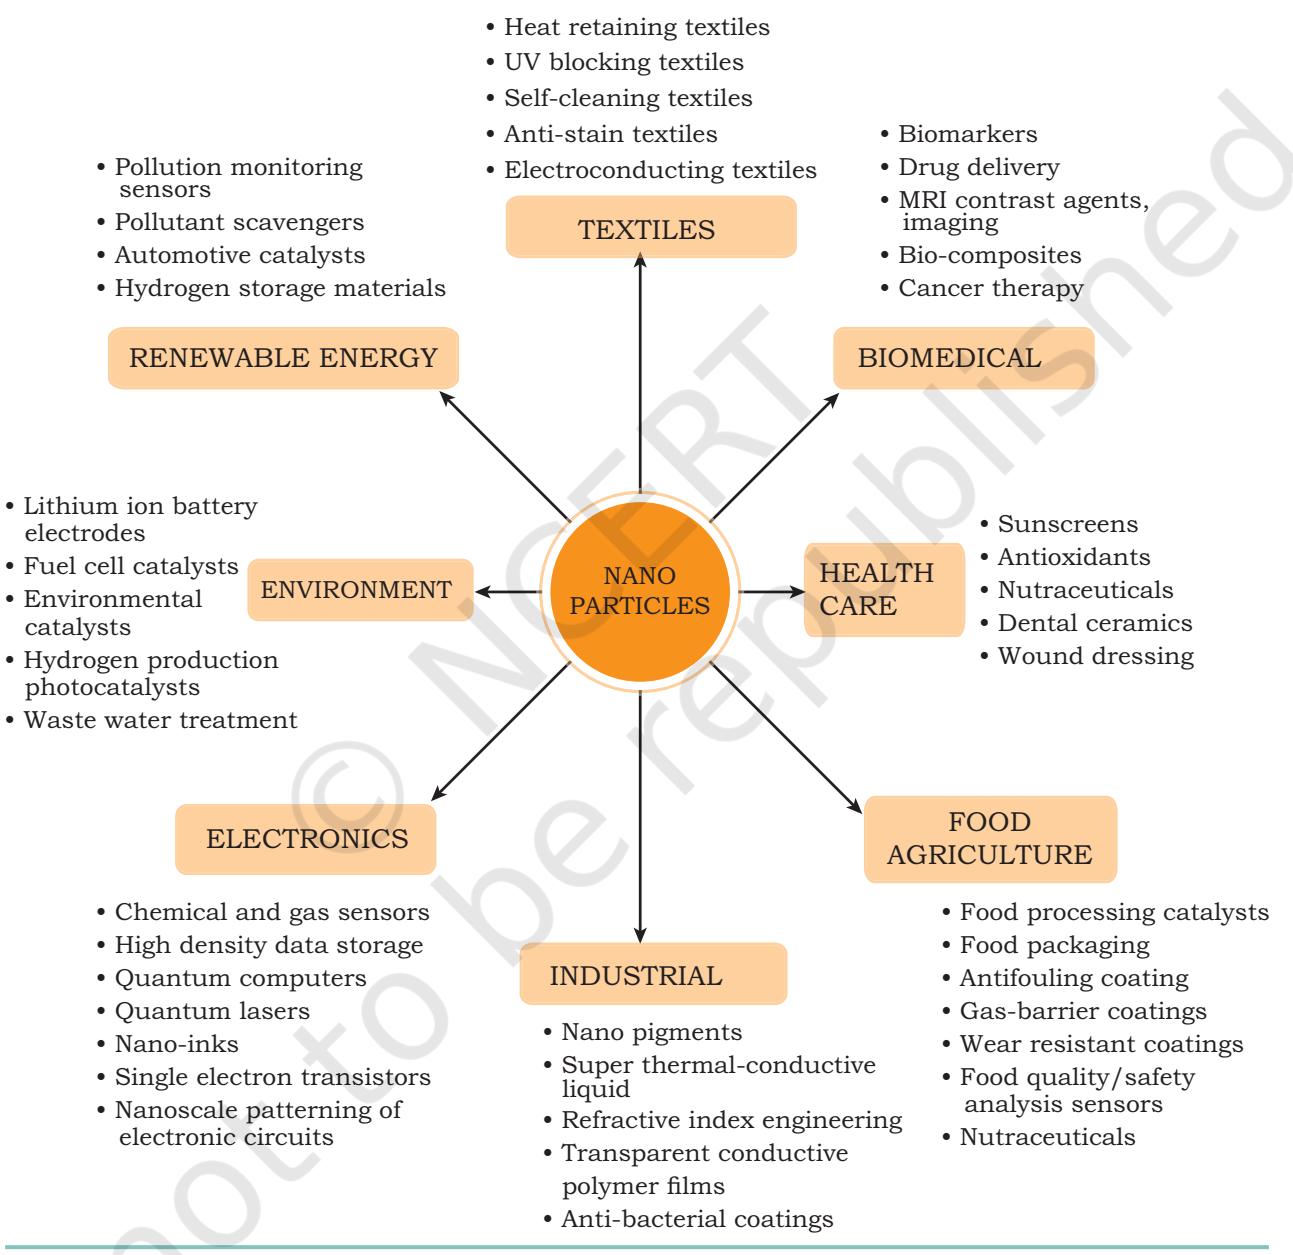 • Heat retaining textiles
• UV blocking textiles
• Self-cleaning textiles
• Anti-stain textiles
• Electroconducting textiles
TEXTILES
• Pollution monitoring
sensors
• Pollutant scavengers
• Automotive catalysts
• Hydrogen storage materials
RENEWABLE ENERGY
• Biomarkers
• Drug delivery
• MRI contrast agents,
imaging
• Bio-composites
• Cancer therapy
BIOMEDICAL
• Lithium ion battery
electrodes
• Fuel cell catalysts
• Environmental
catalysts
• Hydrogen production
photocatalysts
• Waste water treatment
ENVIRONMENT
NANO
PARTICLES
HEALTH
CARE
• Sunscreens
• Antioxidants
• Nutraceuticals
• Dental ceramics
• Wound dressing
ELECTRONICS
• Chemical and gas sensors
• High density data storage
• Quantum computers
• Quantum lasers
• Nano-inks
• Single electron transistors
• Nanoscale patterning of
electronic circuits
INDUSTRIAL
• Nano pigments
• Super thermal-conductive
liquid
• Refractive index engineering
• Transparent conductive
polymer films
• Anti-bacterial coatings
FOOD
AGRICULTURE
• Food processing catalysts
• Food packaging
• Antifouling coating
• Gas-barrier coatings
• Wear resistant coatings
• Food quality/safety
analysis sensors
• Nutraceuticals
© NCERT
not to be republished